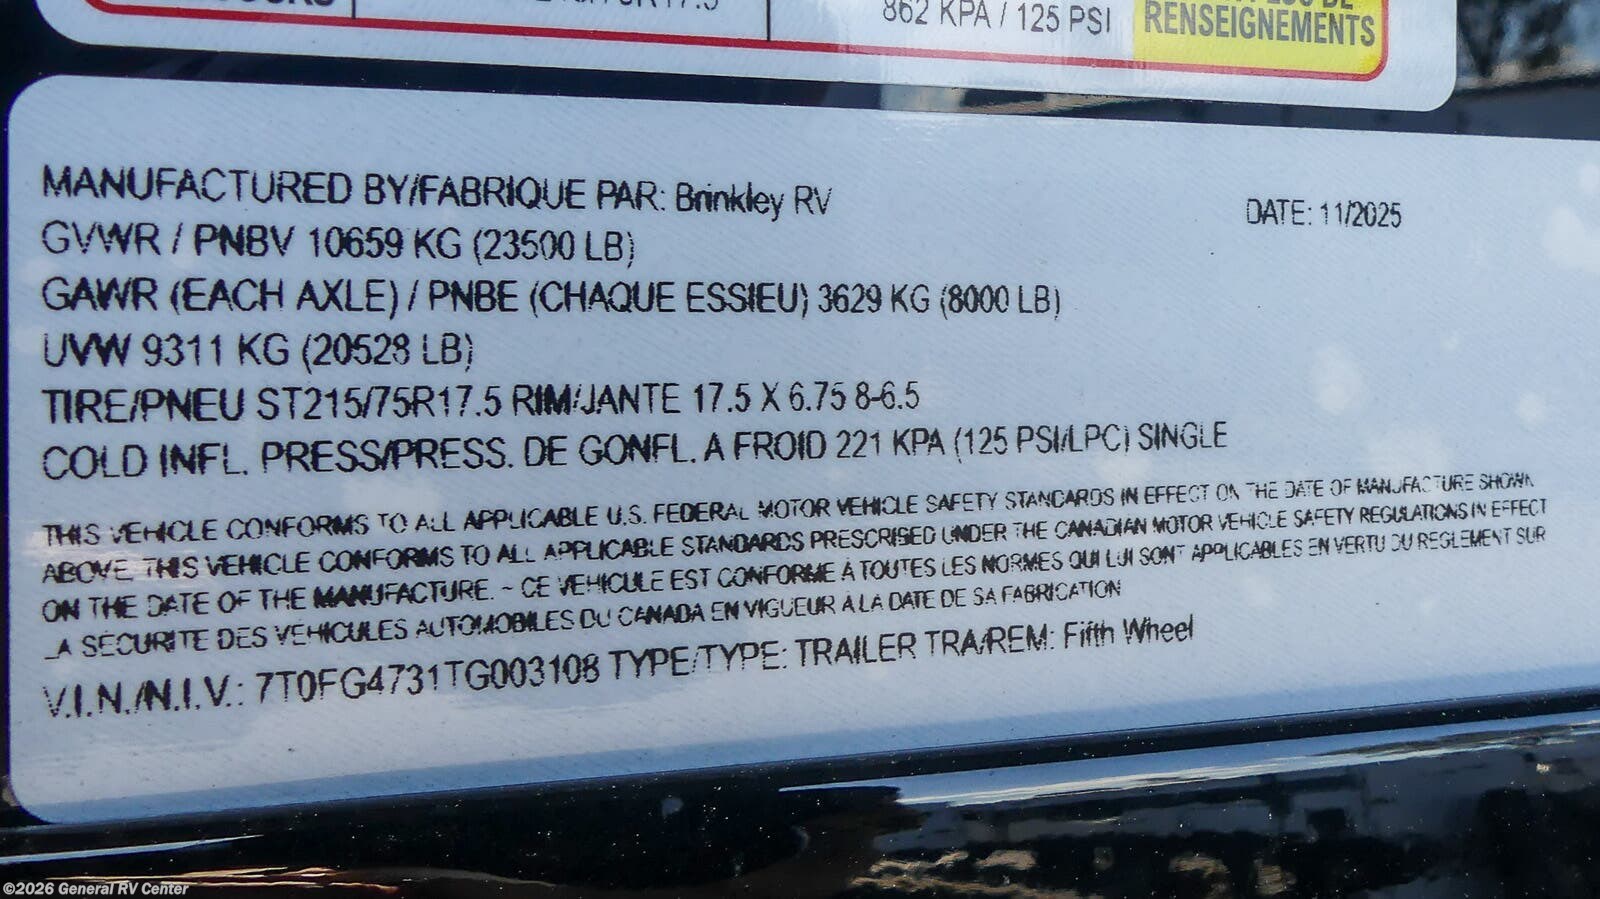 862 KPA / 125 PSI
RENSEIGNEMENTS
MANUFACTURED BY/FABRIQUE PAR: Brinkley RV
DATE: 11/2025
GVWR / PNBV 10659 KG (23500 LB)
GAWR (EACH AXLE) / PNBE (CHAQUE ESSIEU) 3629 KG (8000 LB)
UVW 9311 KG (20528 LB)
TIRE/PNEU ST215/75R17.5 RIM/JANTE 17.5 X 6.75 8-6.5
COLD INFL. PRESS/PRESS. DE GONFL. A FROID 221 KPA (125 PSI/LPC) SINGLE
THIS VEHICLE CONFORMS TO ALL APPLICABLE U.S. FEDERAL MOTOR VEHICLE SAFETY STANDARDS IN EFFECT ON THE DATE OF MANUFACTURE SHOWN
ABOVE. THIS VEHICLE CONFORMS TO ALL APPLICABLE STANDARDS PRESCRIBED UNDER THE CANADIAN MOTOR VEHICLE SAFETY REGULATIONS IN EFFECT
ON THE DATE OF THE MANUFACTURE. ~ CE VEHICULE EST CONFORME À TOUTES LES NORMES QUI LUI SONT APPLICABLES EN VERTU DU REGLEMENT SUR
LA SECURITE DES VEHICULES AUTOMOBILES DU CANADA EN VIGUEUR A LA DATE DE SA FABRICATION
V.I.N./N.I.V.: 7T0FG4731TG003108 TYPE/TYPE: TRAILER TRA/REM: Fifth Wheel
©2026 General RV Center